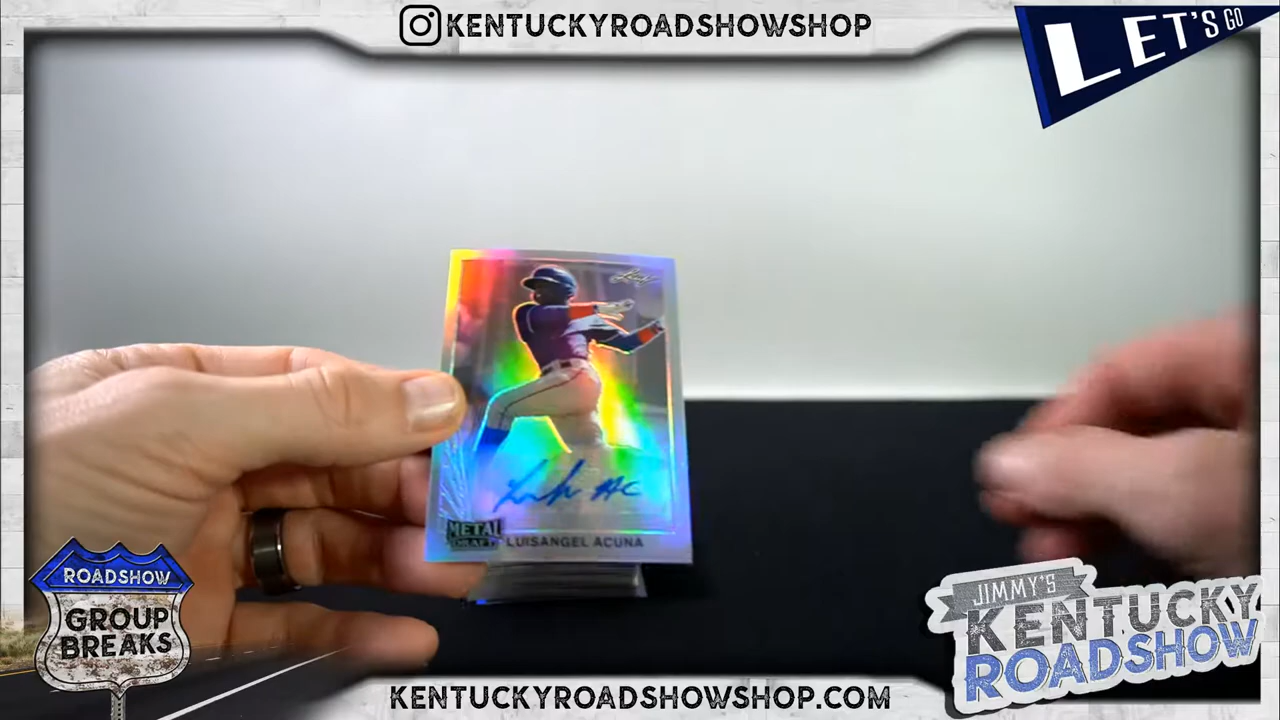 KENTUCKYROADSHOWSHOP
LET'S GO
Leaf
METAL
DRAFT
LUISANGEL ACUNA
ROADSHOW
GROUP
BREAKS
JIMMY'S
KENTUCKY
ROADSHOW
KENTUCKYROADSHOWSHOP.COM